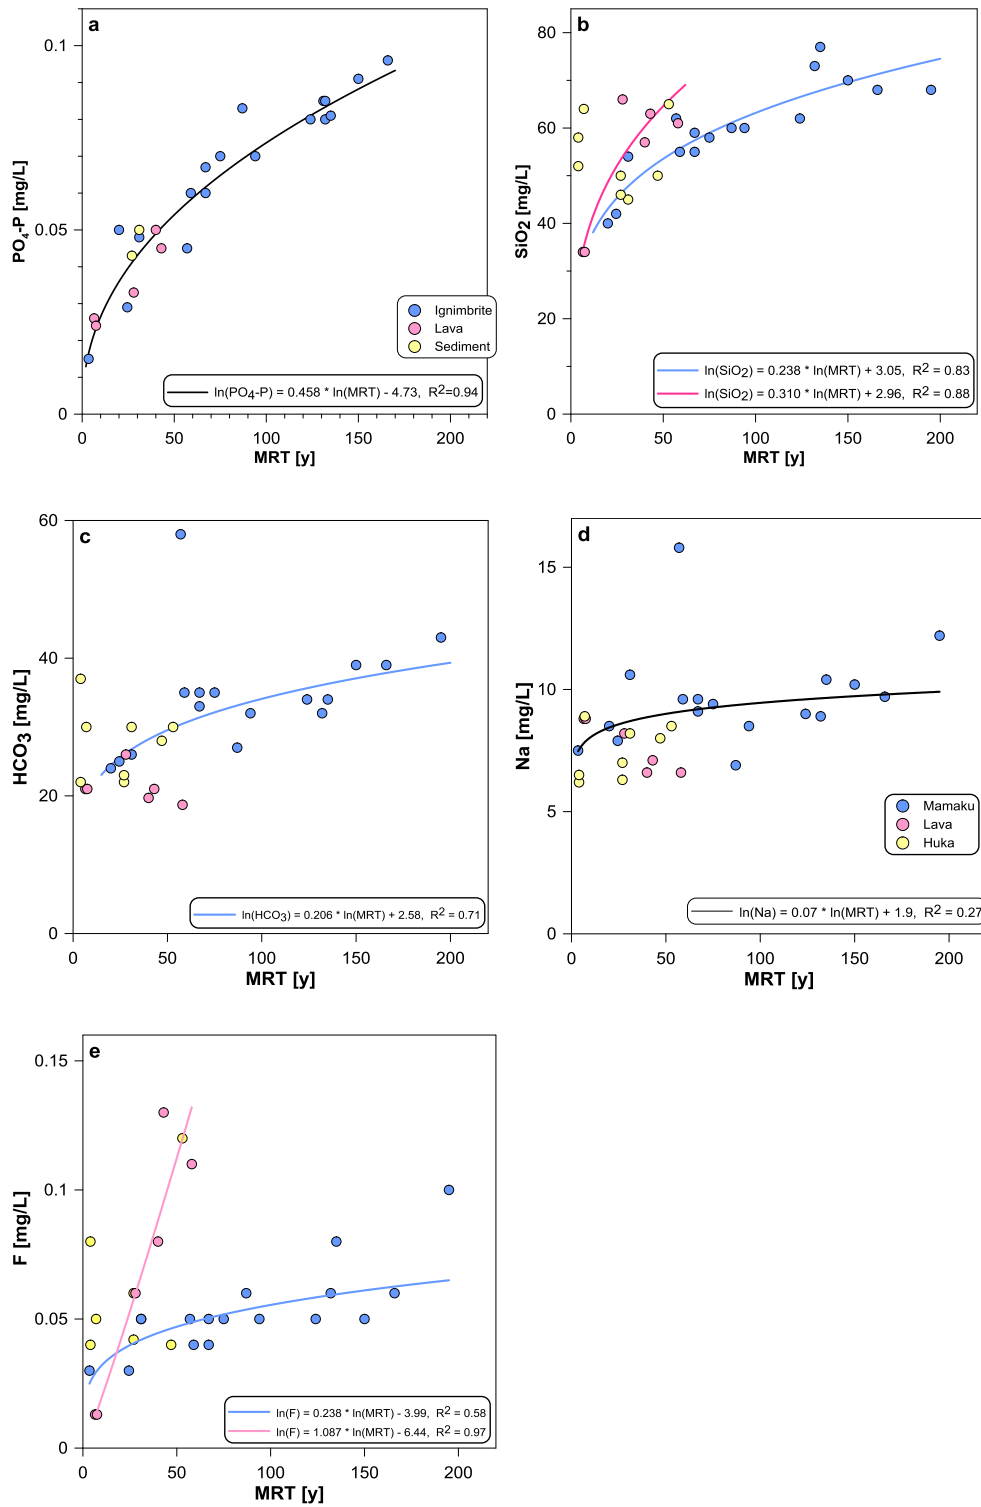 a
0.1
0.05
0
PO4-P [mg/L]
Ignimbrite
Lava
Sediment
ln(PO4-P) = 0.458 * ln(MRT) - 4.73, R2=0.94
0 50 100 150 200
MRT [y]
b
80
60
40
20
0
SiO2 [mg/L]
ln(SiO2) = 0.238 * ln(MRT) + 3.05, R2 = 0.83
ln(SiO2) = 0.310 * ln(MRT) + 2.96, R2 = 0.88
0 50 100 150 200
MRT [y]
c
60
40
20
0
HCO3 [mg/L]
ln(HCO3) = 0.206 * ln(MRT) + 2.58, R2 = 0.71
0 50 100 150 200
MRT [y]
d
15
10
5
0
Na [mg/L]
Mamaku
Lava
Huka
ln(Na) = 0.07 * ln(MRT) + 1.9, R2 = 0.27
0 50 100 150 200
MRT [y]
e
0.15
0.1
0.05
0
F [mg/L]
ln(F) = 0.238 * ln(MRT) - 3.99, R2 = 0.58
ln(F) = 1.087 * ln(MRT) - 6.44, R2 = 0.97
0 50 100 150 200
MRT [y]